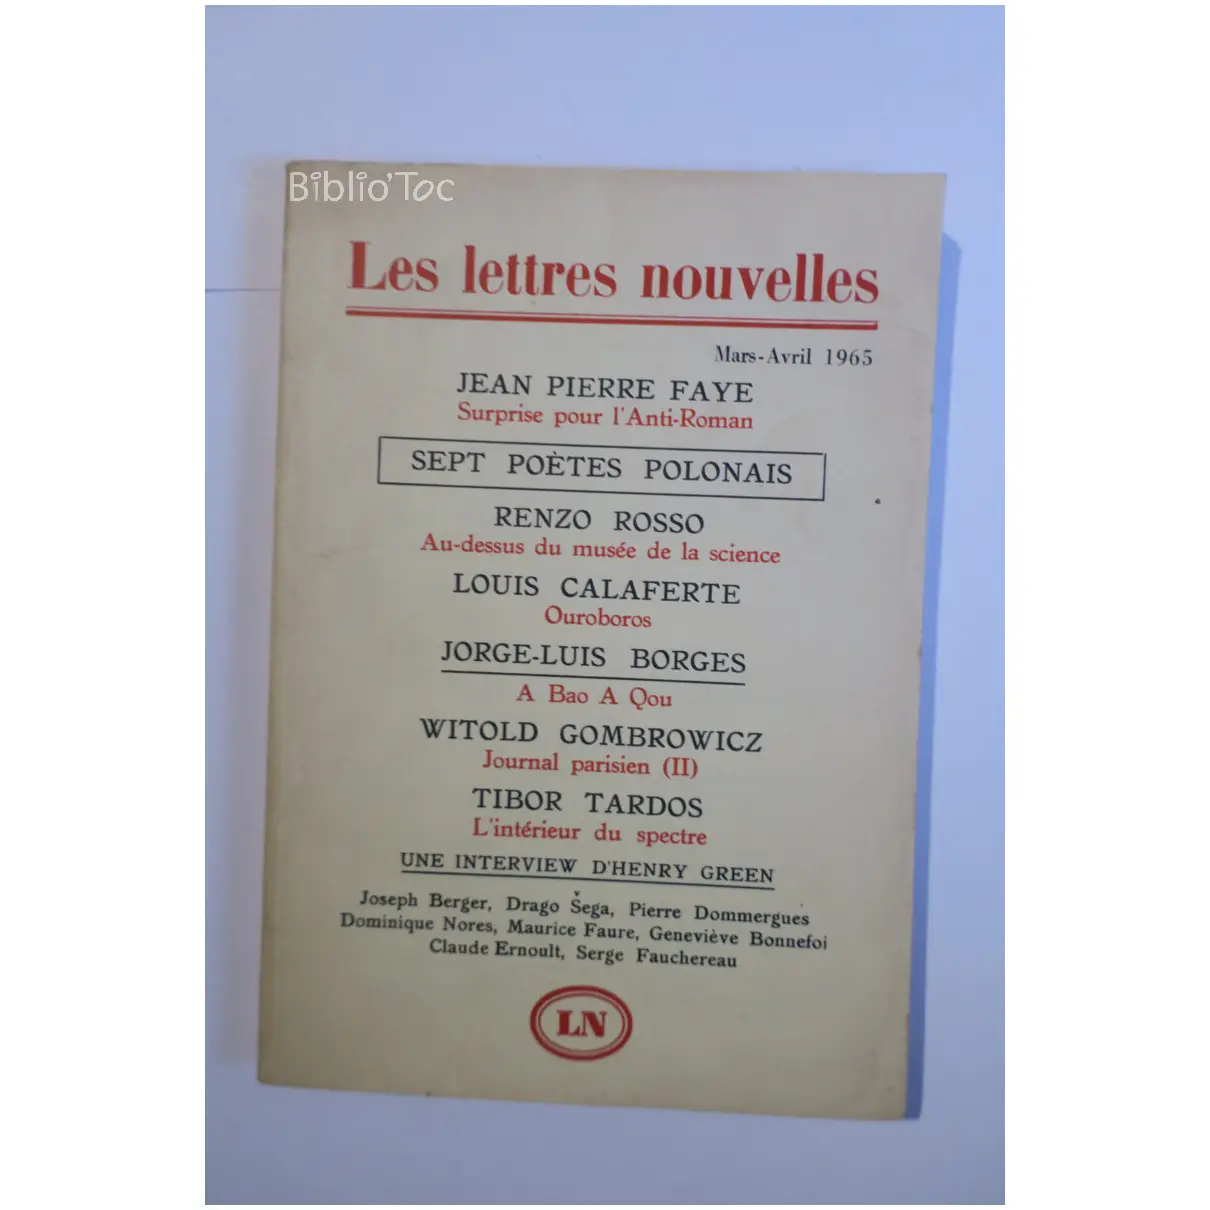 Biblio'Toc
Les lettres nouvelles
Mars-Avril 1965
JEAN PIERRE FAYE
Surprise pour l'Anti-Roman
SEPT POÈTES POLONAIS
RENZO ROSSO
Au-dessus du musée de la science
LOUIS CALAFERTE
Ouroboros
JORGE-LUIS BORGES
A Bao A Qou
WITOLD GOMBROWICZ
Journal parisien (II)
TIBOR TARDOS
L'intérieur du spectre
UNE INTERVIEW D'HENRY GREEN
Joseph Berger, Drago Šega, Pierre Dommergues
Dominique Nores, Maurice Faure, Geneviève Bonnefoi
Claude Ernoult, Serge Fauchereau
LN